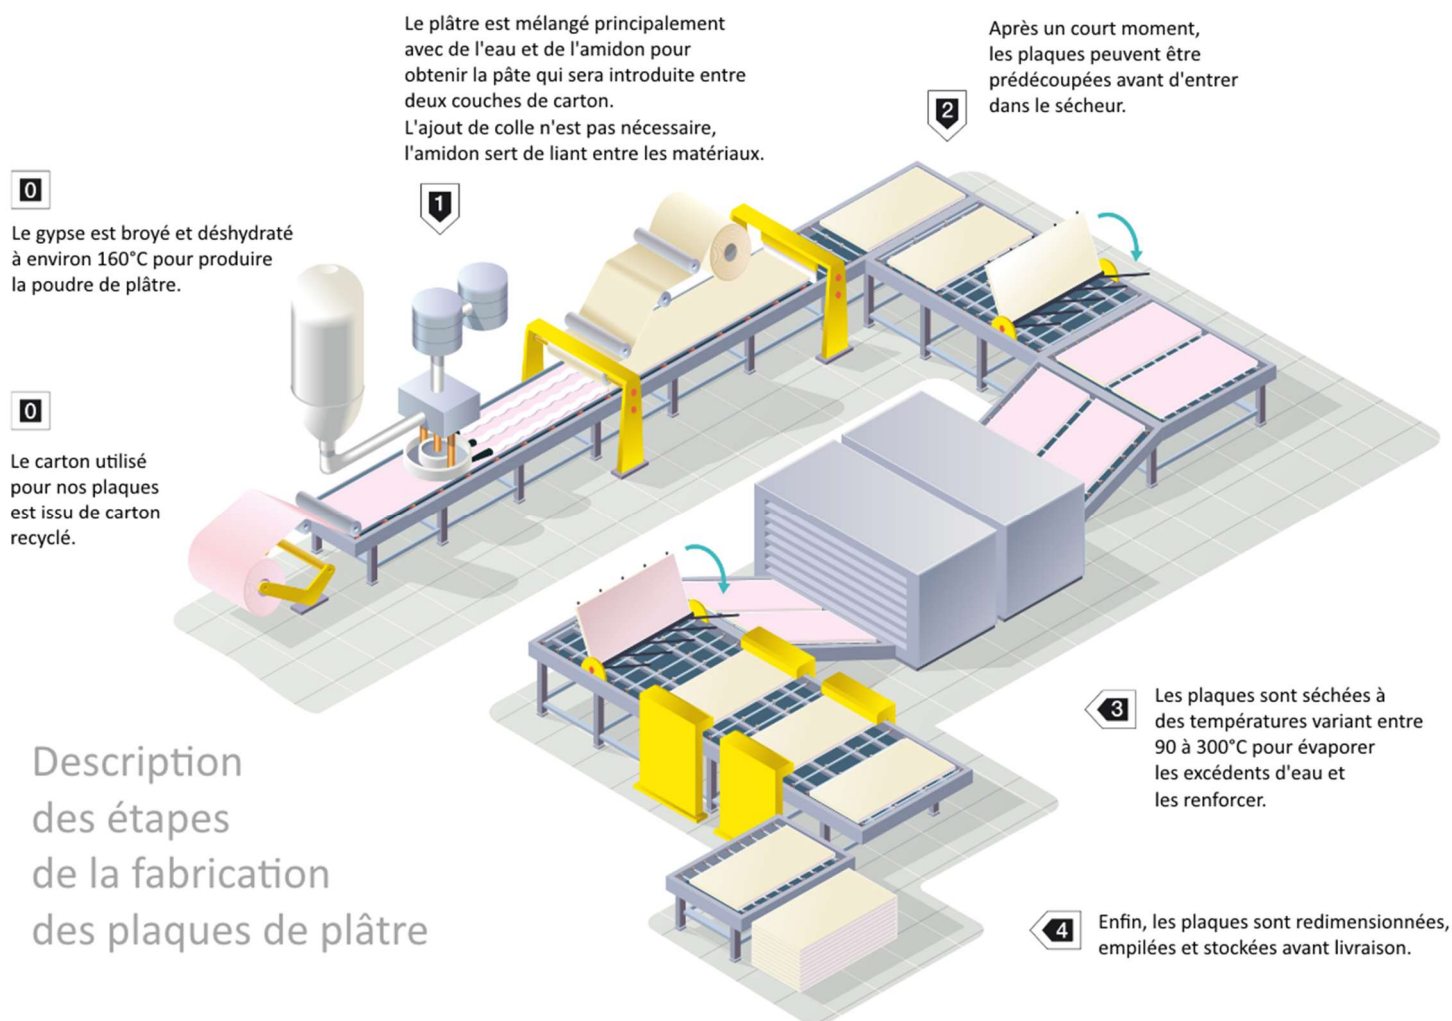 Le plâtre est mélangé principalement
avec de l'eau et de l'amidon pour
obtenir la pâte qui sera introduite entre
deux couches de carton.
L'ajout de colle n'est pas nécessaire,
l'amidon sert de liant entre les matériaux.
1
Après un court moment,
les plaques peuvent être
prédécoupées avant d'entrer
dans le sécheur.
2
0
Le gypse est broyé et déshydraté
à environ 160°C pour produire
la poudre de plâtre.
0
Le carton utilisé
pour nos plaques
est issu de carton
recyclé.
3
Les plaques sont séchées à
des températures variant entre
90 à 300°C pour évaporer
les excédents d'eau et
les renforcer.
Description
des étapes
de la fabrication
des plaques de plâtre
4
Enfin, les plaques sont redimensionnées,
empilées et stockées avant livraison.